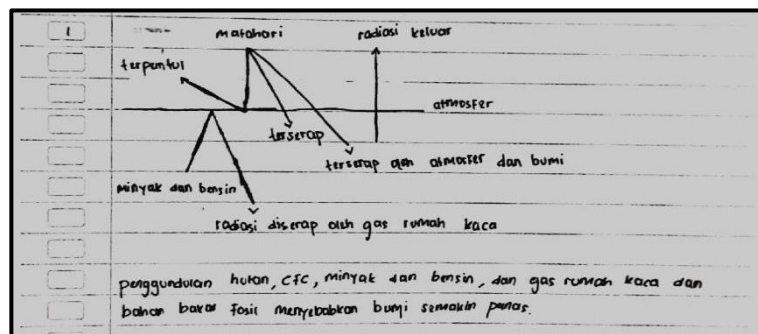 1
matahari
radiasi keluar
terpantul
atmosfer
terserap
terserap oleh atmosfer dan bumi
minyak dan bensin
radiasi diserap oleh gas rumah kaca
penggundulan hutan, CFC, minyak dan bensin, dan gas rumah kaca dan
bahan bakar fosil menyebabkan bumi semakin panas.